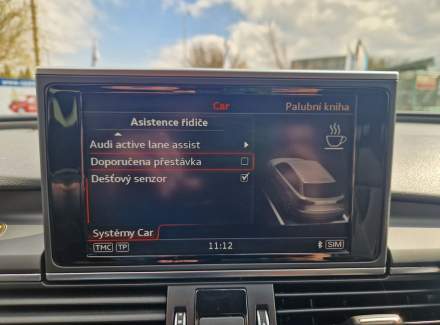 Car
Palubní kniha
Asistence řidiče
Audi active lane assist
Doporučena přestávka
Dešťový senzor
Systémy Car
TMC TP 11:12 SIM